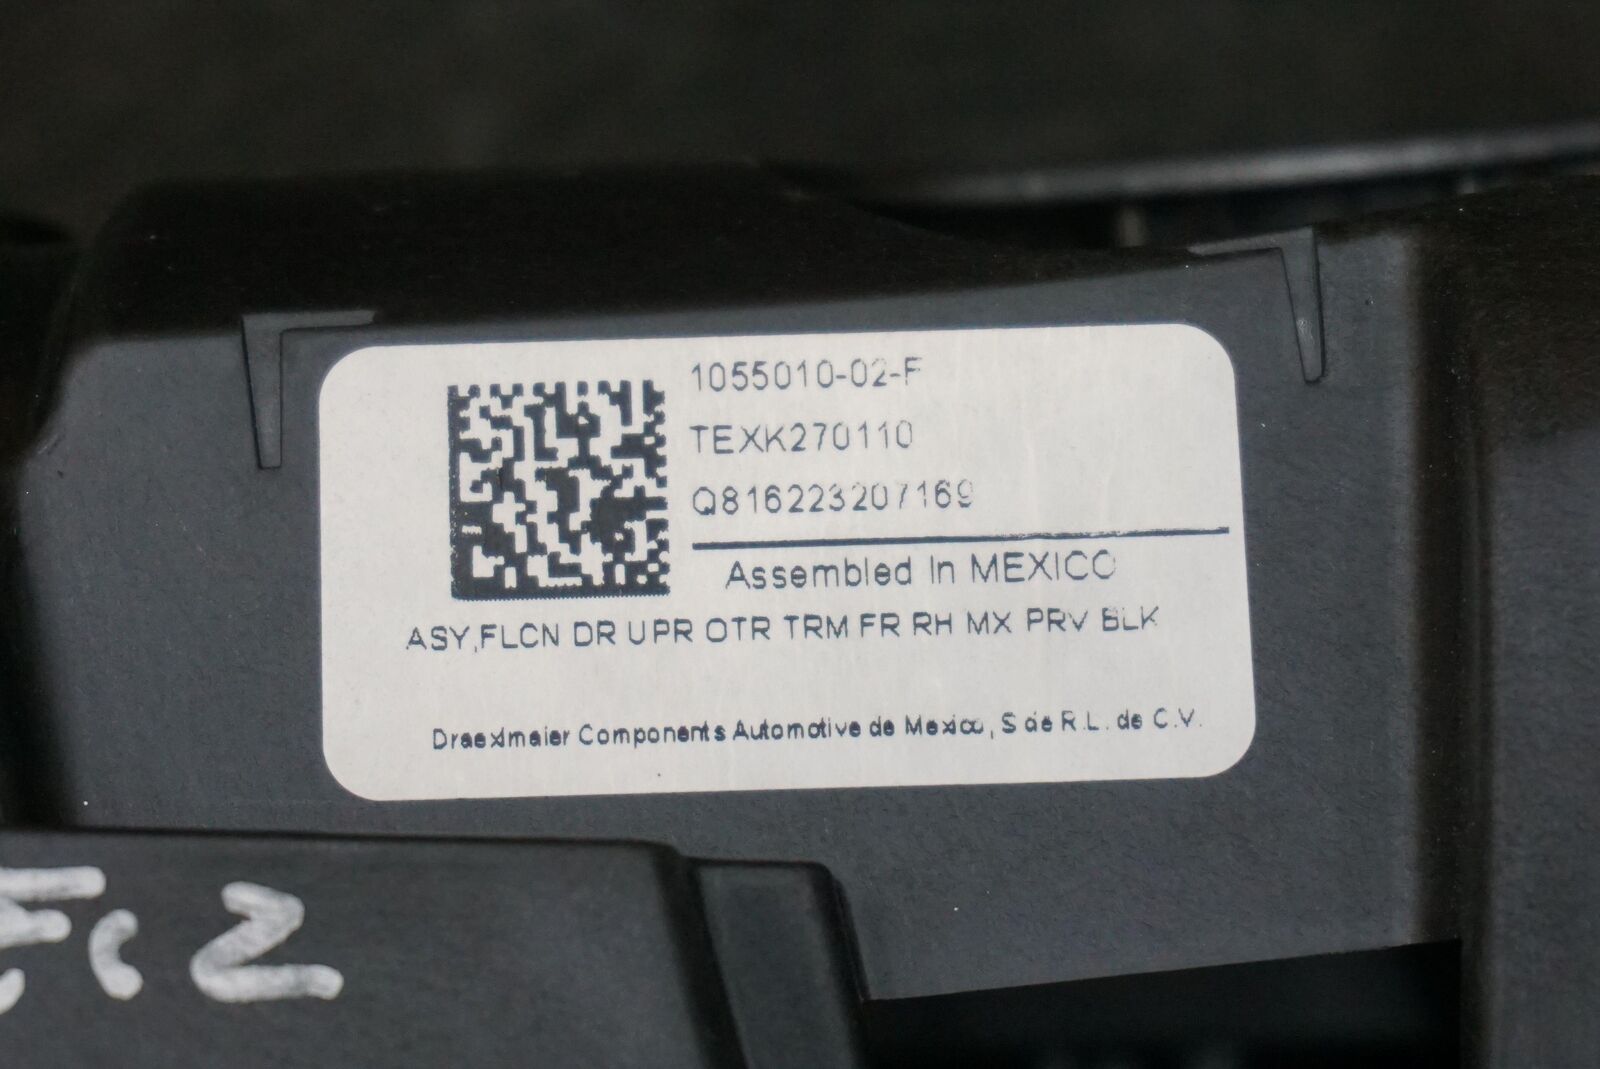 1055010-02-F
TEXK270110
Q816223207169
Assembled In MEXICO
ASY,FLCN DR UPR OTR TRM FR RH MX PRV BLK
Draexlmaier Components Automotive de Mexico, S de R.L. de C.V.
2